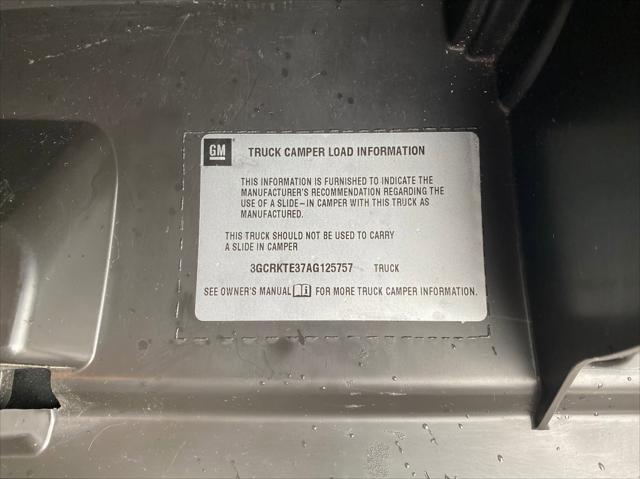 GM TRUCK CAMPER LOAD INFORMATION
THIS INFORMATION IS FURNISHED TO INDICATE THE
MANUFACTURER'S RECOMMENDATION REGARDING THE
USE OF A SLIDE-IN CAMPER WITH THIS TRUCK AS
MANUFACTURED.
THIS TRUCK SHOULD NOT BE USED TO CARRY
A SLIDE IN CAMPER
3GCRKTE37AG125757 TRUCK
SEE OWNER'S MANUAL FOR MORE TRUCK CAMPER INFORMATION.